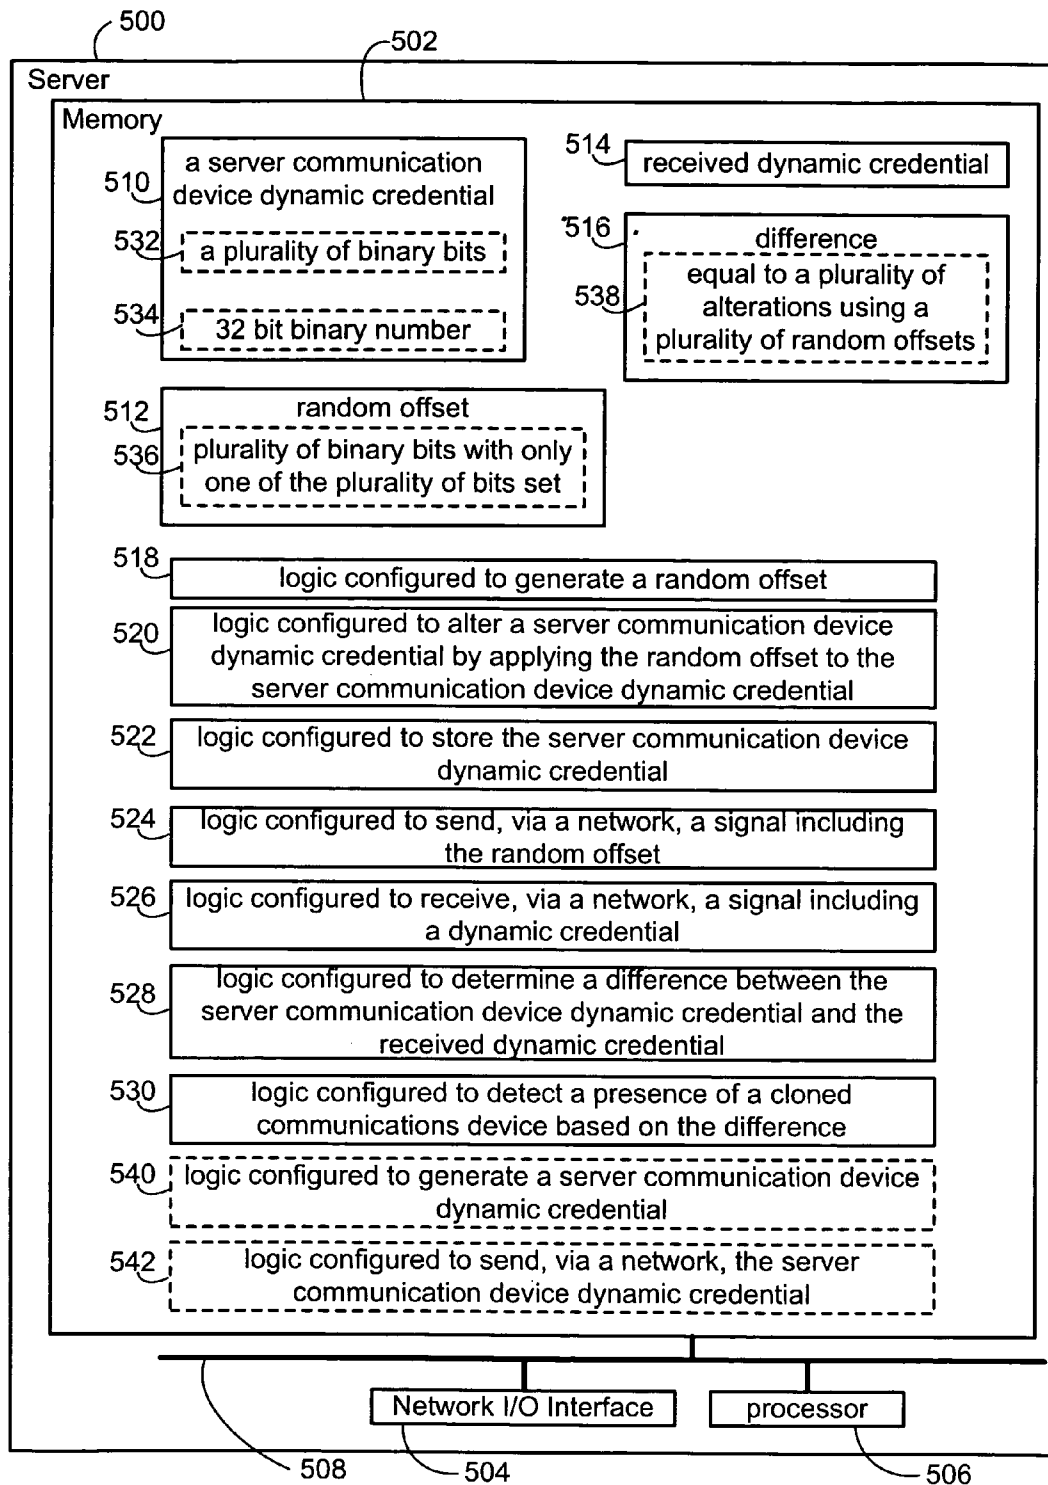 500
502
Server
Memory
510
a server communication
device dynamic credential
532
a plurality of binary bits
534
32 bit binary number
514
received dynamic credential
516
difference
538
equal to a plurality of
alterations using a
plurality of random offsets
512
random offset
536
plurality of binary bits with only
one of the plurality of bits set
518
logic configured to generate a random offset
520
logic configured to alter a server communication device
dynamic credential by applying the random offset to the
server communication device dynamic credential
522
logic configured to store the server communication device
dynamic credential
524
logic configured to send, via a network, a signal including
the random offset
526
logic configured to receive, via a network, a signal including
a dynamic credential
528
logic configured to determine a difference between the
server communication device dynamic credential and the
received dynamic credential
530
logic configured to detect a presence of a cloned
communications device based on the difference
540
logic configured to generate a server communication device
dynamic credential
542
logic configured to send, via a network, the server
communication device dynamic credential
Network I/O Interface
processor
508
504
506